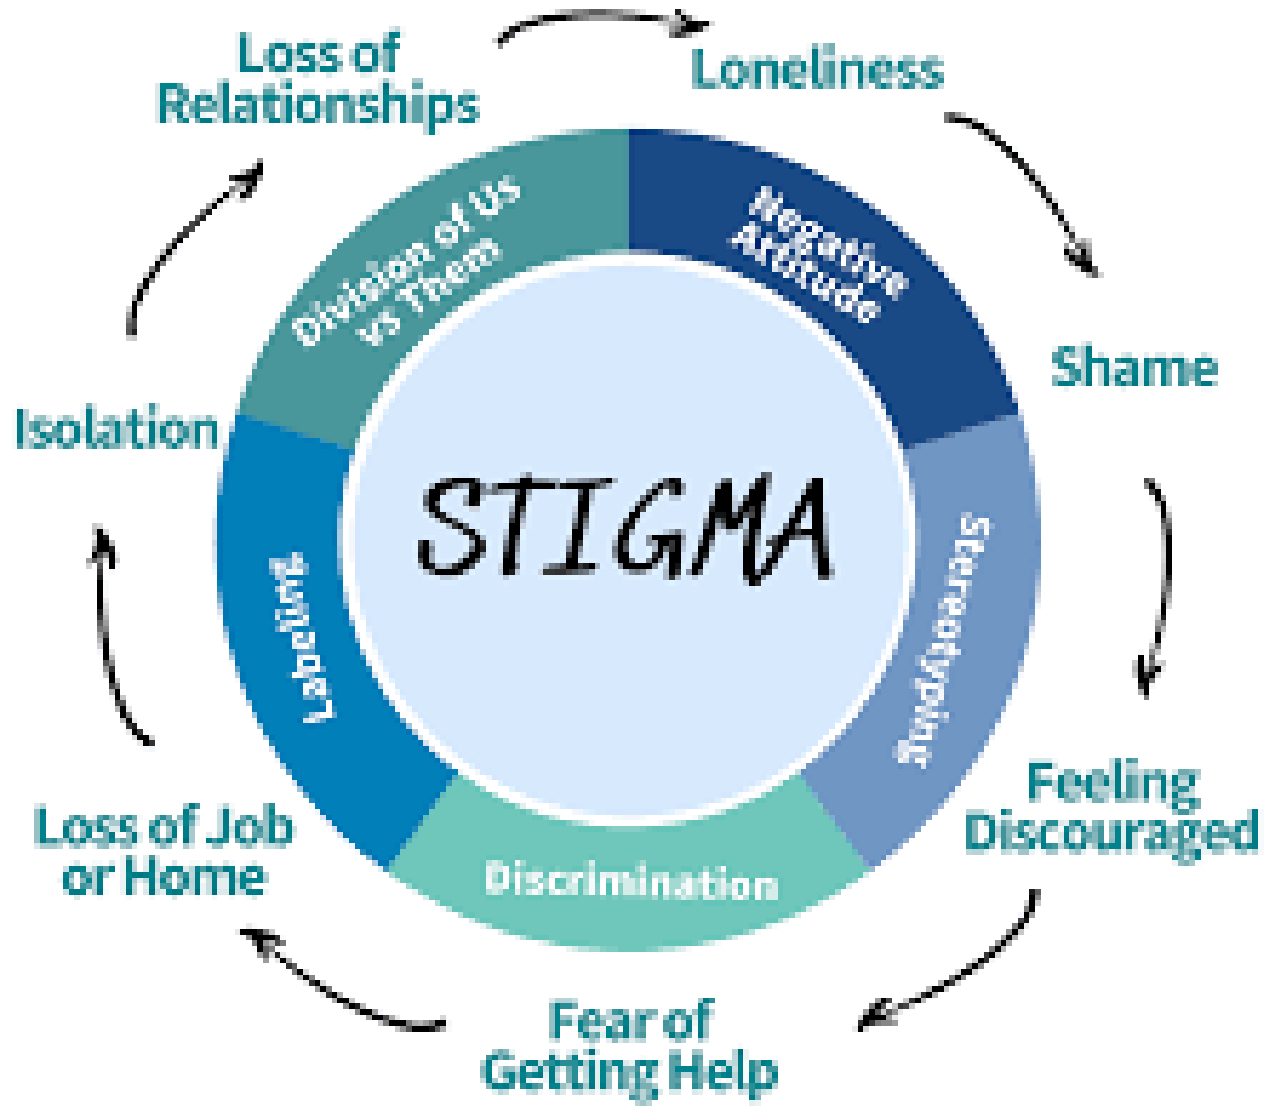 Loss of
Relationships
Loneliness
Shame
Feeling
Discouraged
Fear of
Getting Help
Loss of Job
or Home
Isolation
Division of Us
vs Them
Negative
Attitude
Stereotyping
Discrimination
Labeling
STIGMA